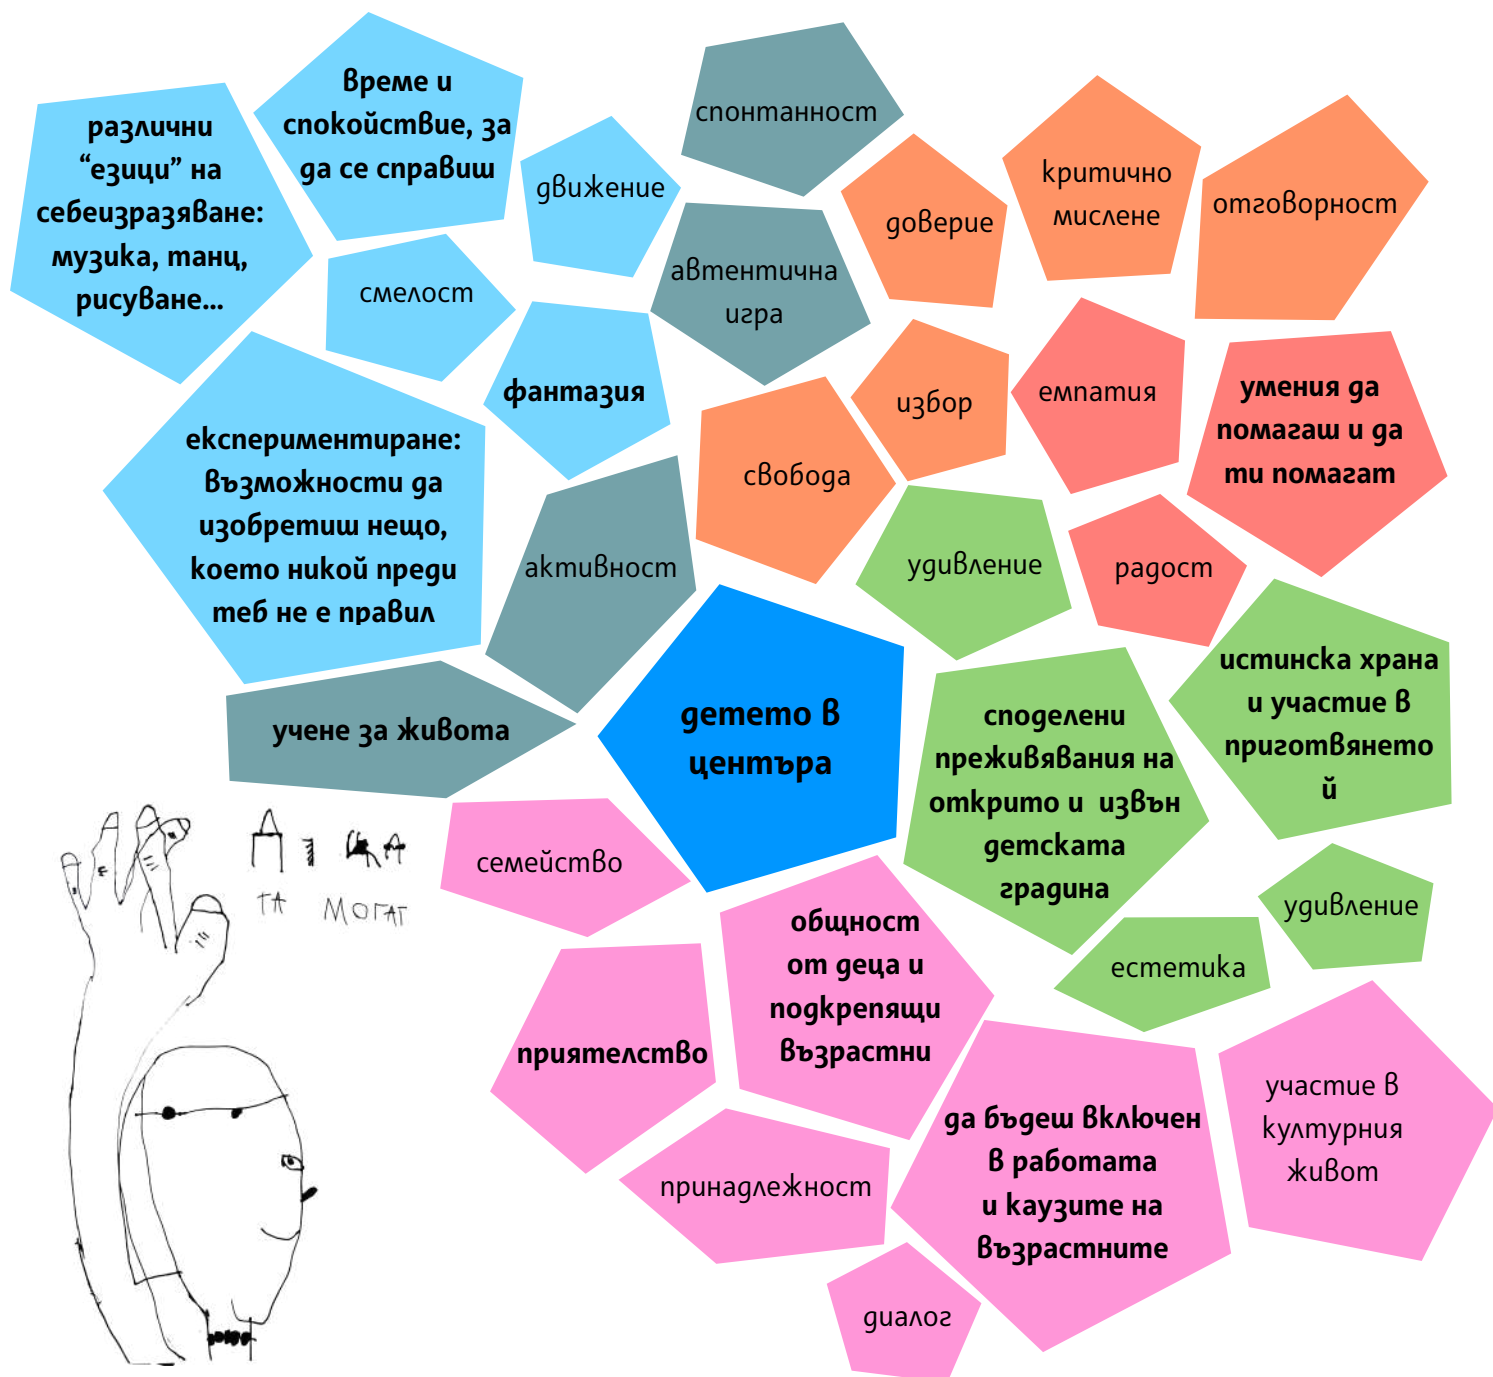 различни
“езици” на
себеизразяване:
музика, танц,
рисуване...
време и
спокойствие, за
да се справиш
движение
спонтанност
смелост
фантазия
автентична
игра
доверие
критично
мислене
отговорност
експериментиране:
възможности да
изобретиш нещо,
което никой преди
теб не е правил
активност
свобода
избор
емпатия
умения да
помагаш и да
ти помагат
удивление
радост
учене за живота
детето в
центъра
споделени
преживявания на
открито и извън
детската
градина
истинска храна
и участие в
приготвянето
й
семейство
общност
от деца и
подкрепящи
възрастни
естетика
удивление
приятелство
принадлежност
да бъдеш включен
в работата
и каузите на
възрастните
участие в
културния
живот
диалог
ТА МОГАТ